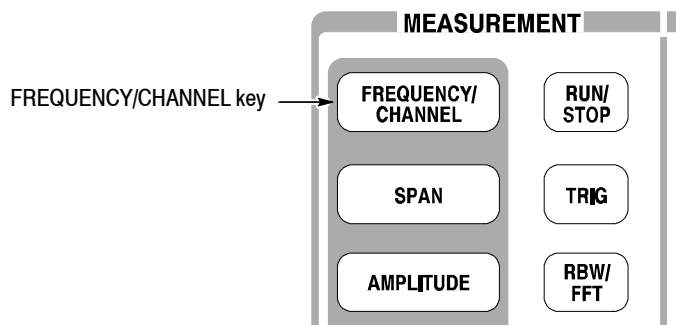 MEASUREMENT
FREQUENCY/CHANNEL key
FREQUENCY/
CHANNEL
RUN/
STOP
SPAN
TRIG
AMPLITUDE
RBW/
FFT